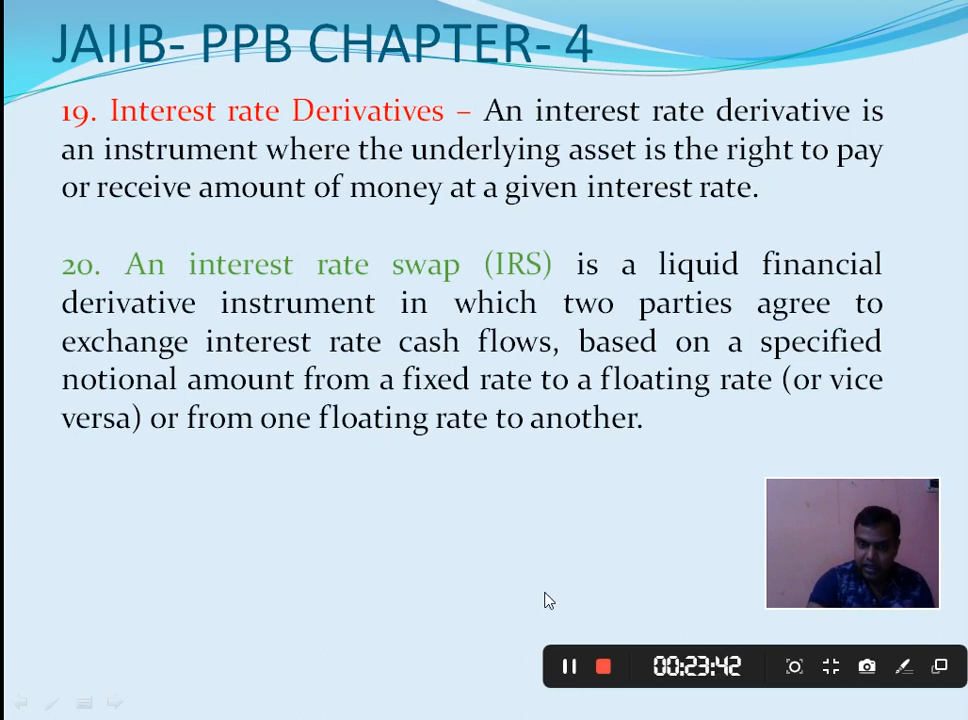 JAIIB- PPB CHAPTER- 4
19. Interest rate Derivatives – An interest rate derivative is
an instrument where the underlying asset is the right to pay
or receive amount of money at a given interest rate.
20. An interest rate swap (IRS) is a liquid financial
derivative instrument in which two parties agree to
exchange interest rate cash flows, based on a specified
notional amount from a fixed rate to a floating rate (or vice
versa) or from one floating rate to another.
00:23:42